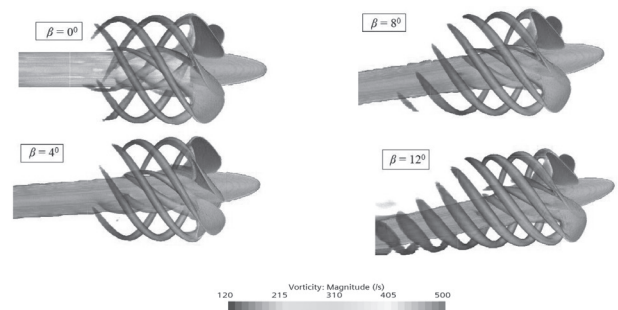 β = 0⁰
β = 8⁰
β = 4⁰
β = 12⁰
Vorticity: Magnitude (/s)
120 215 310 405 500